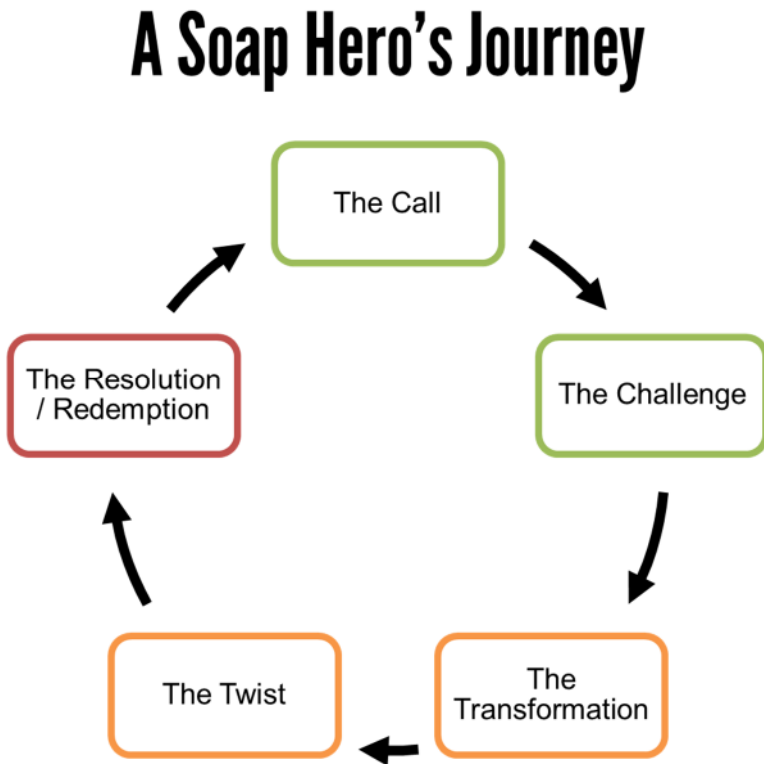 A Soap Hero’s Journey
The Call
The Challenge
The
Transformation
The Twist
The Resolution
/ Redemption